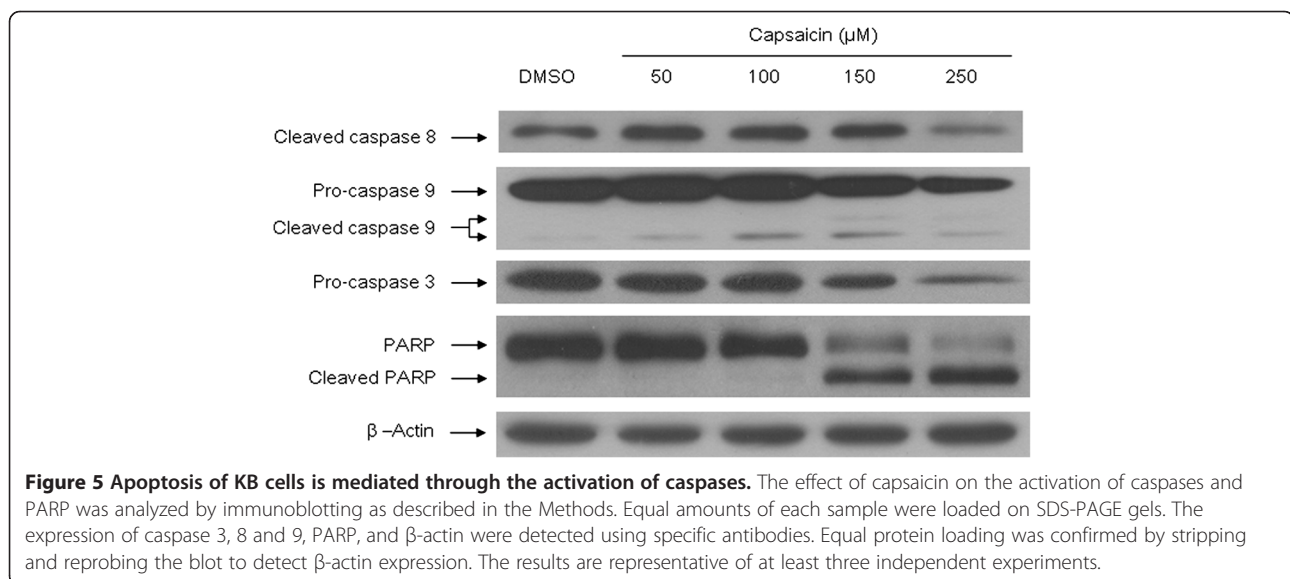 Capsaicin (µM)
DMSO 50 100 150 250
Cleaved caspase 8
Pro-caspase 9
Cleaved caspase 9
Pro-caspase 3
PARP
Cleaved PARP
β –Actin
Figure 5 Apoptosis of KB cells is mediated through the activation of caspases. The effect of capsaicin on the activation of caspases and
PARP was analyzed by immunoblotting as described in the Methods. Equal amounts of each sample were loaded on SDS-PAGE gels. The
expression of caspase 3, 8 and 9, PARP, and β-actin were detected using specific antibodies. Equal protein loading was confirmed by stripping
and reprobing the blot to detect β-actin expression. The results are representative of at least three independent experiments.